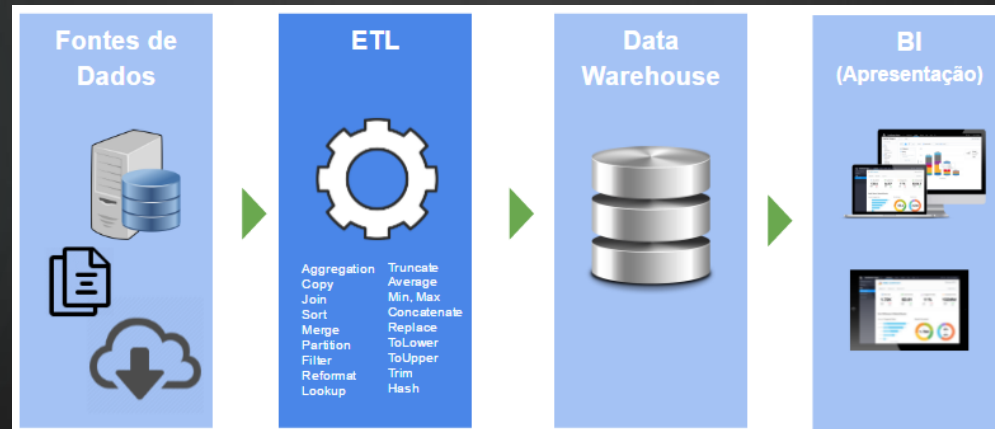 Fontes de
Dados
ETL
Aggregation
Copy
Join
Sort
Merge
Partition
Filter
Reformat
Lookup
Truncate
Average
Min, Max
Concatenate
Replace
ToLower
ToUpper
Trim
Hash
Data
Warehouse
BI
(Apresentação)